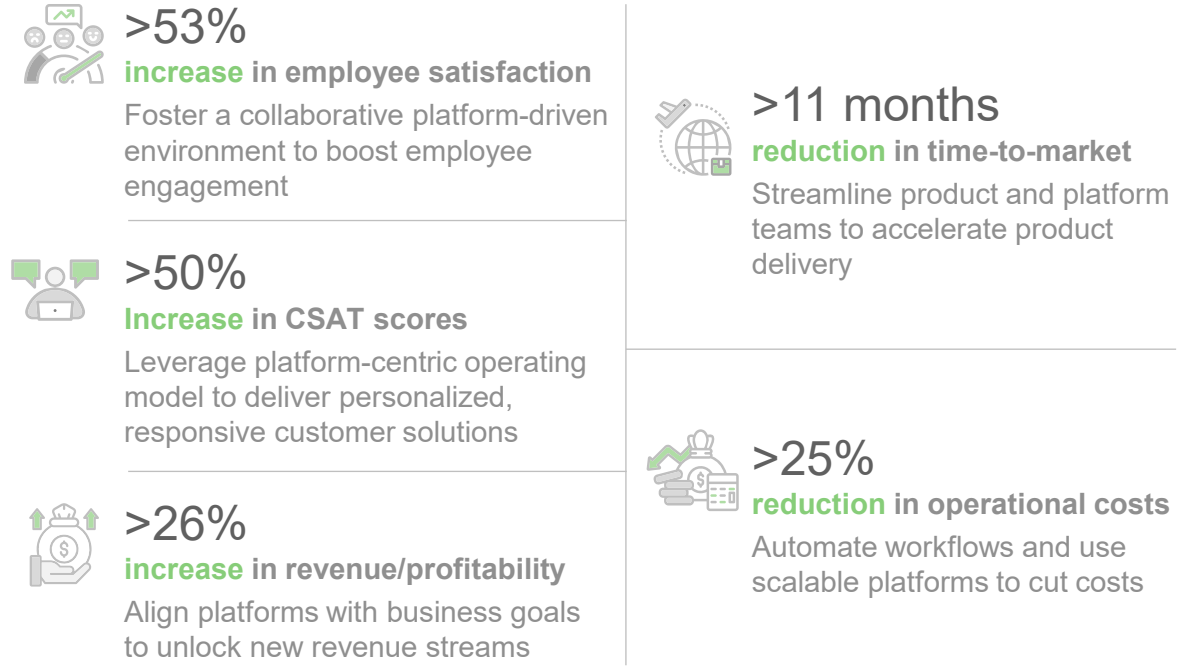 >53%
increase in employee satisfaction
Foster a collaborative platform-driven
environment to boost employee
engagement
>50%
Increase in CSAT scores
Leverage platform-centric operating
model to deliver personalized,
responsive customer solutions
>26%
increase in revenue/profitability
Align platforms with business goals
to unlock new revenue streams
>11 months
reduction in time-to-market
Streamline product and platform
teams to accelerate product
delivery
>25%
reduction in operational costs
Automate workflows and use
scalable platforms to cut costs